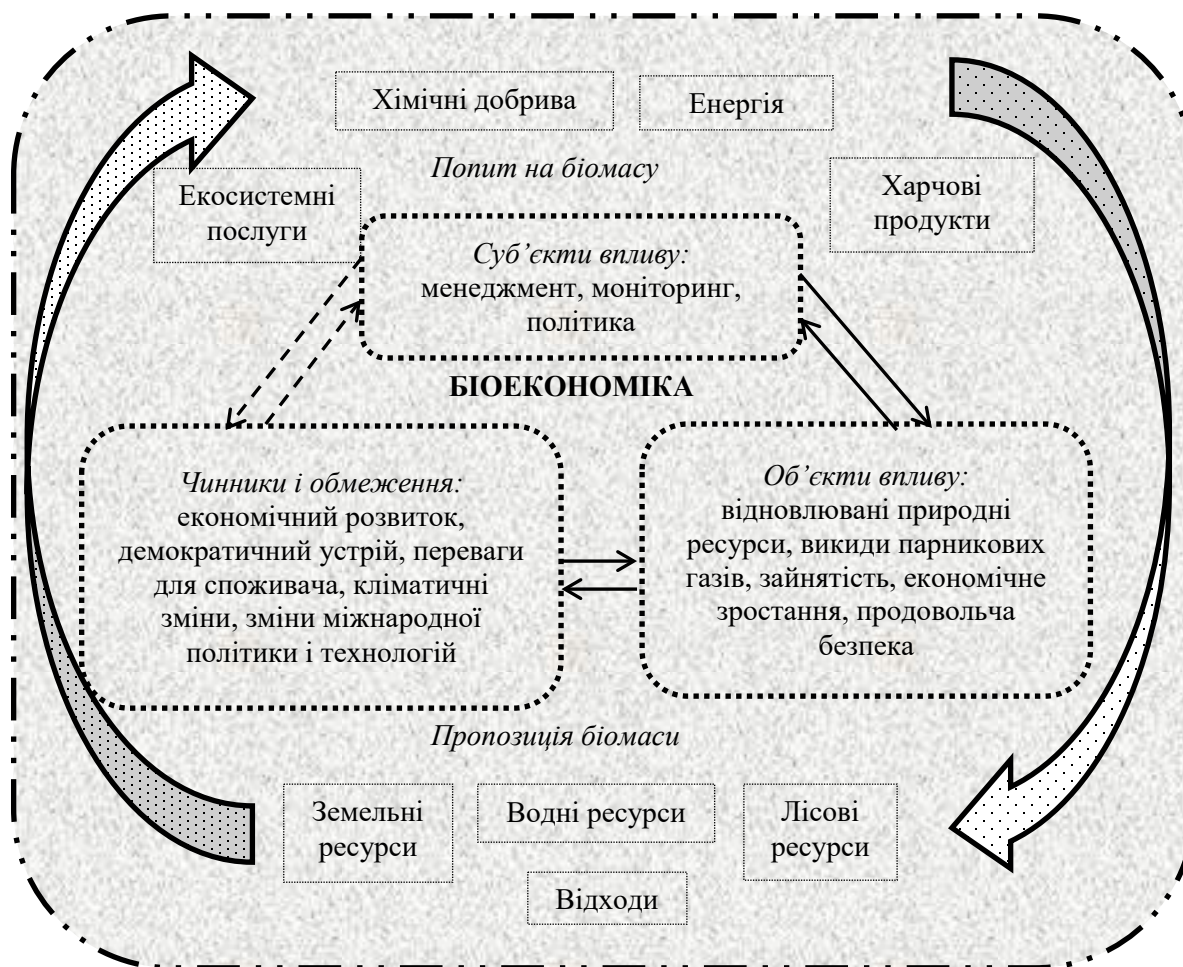 Хімічні добрива
Енергія
Попит на біомасу
Екосистемні
послуги
Харчові
продукти
Суб’єкти впливу:
менеджмент, моніторинг,
політика
БІОЕКОНОМІКА
Чинники і обмеження:
економічний розвиток,
демократичний устрій, переваги
для споживача, кліматичні
зміни, зміни міжнародної
політики і технологій
Об’єкти впливу:
відновлювані природні
ресурси, викиди парникових
газів, зайнятість, економічне
зростання, продовольча
безпека
Пропозиція біомаси
Земельні
ресурси
Водні ресурси
Лісові
ресурси
Відходи